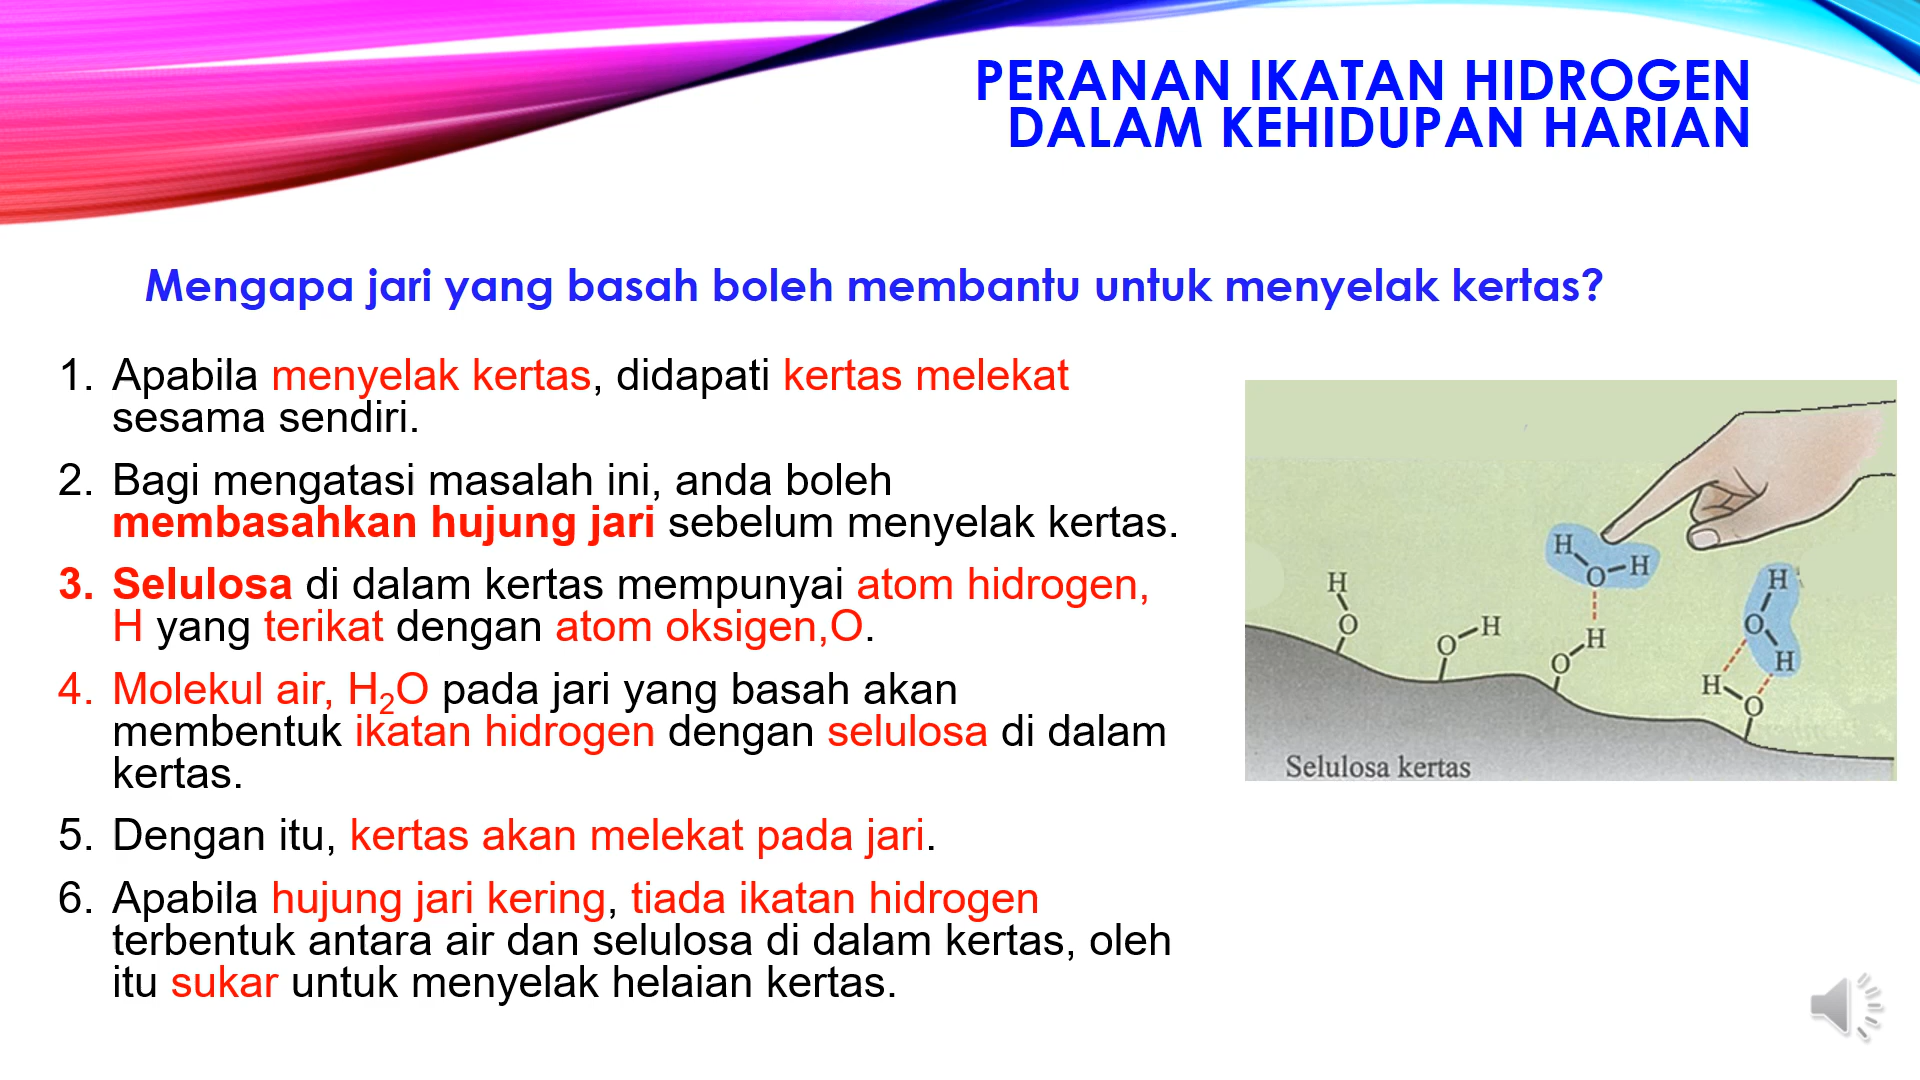 PERANAN IKATAN HIDROGEN
DALAM KEHIDUPAN HARIAN
Mengapa jari yang basah boleh membantu untuk menyelak kertas?
1. Apabila menyelak kertas, didapati kertas melekat
sesama sendiri.
2. Bagi mengatasi masalah ini, anda boleh
membasahkan hujung jari sebelum menyelak kertas.
3. Selulosa di dalam kertas mempunyai atom hidrogen,
H yang terikat dengan atom oksigen,O.
4. Molekul air, H₂O pada jari yang basah akan
membentuk ikatan hidrogen dengan selulosa di dalam
kertas.
5. Dengan itu, kertas akan melekat pada jari.
6. Apabila hujung jari kering, tiada ikatan hidrogen
terbentuk antara air dan selulosa di dalam kertas, oleh
itu sukar untuk menyelak helaian kertas.
H
O
O H
O H
H O H
H
O
H
H
O
Selulosa kertas